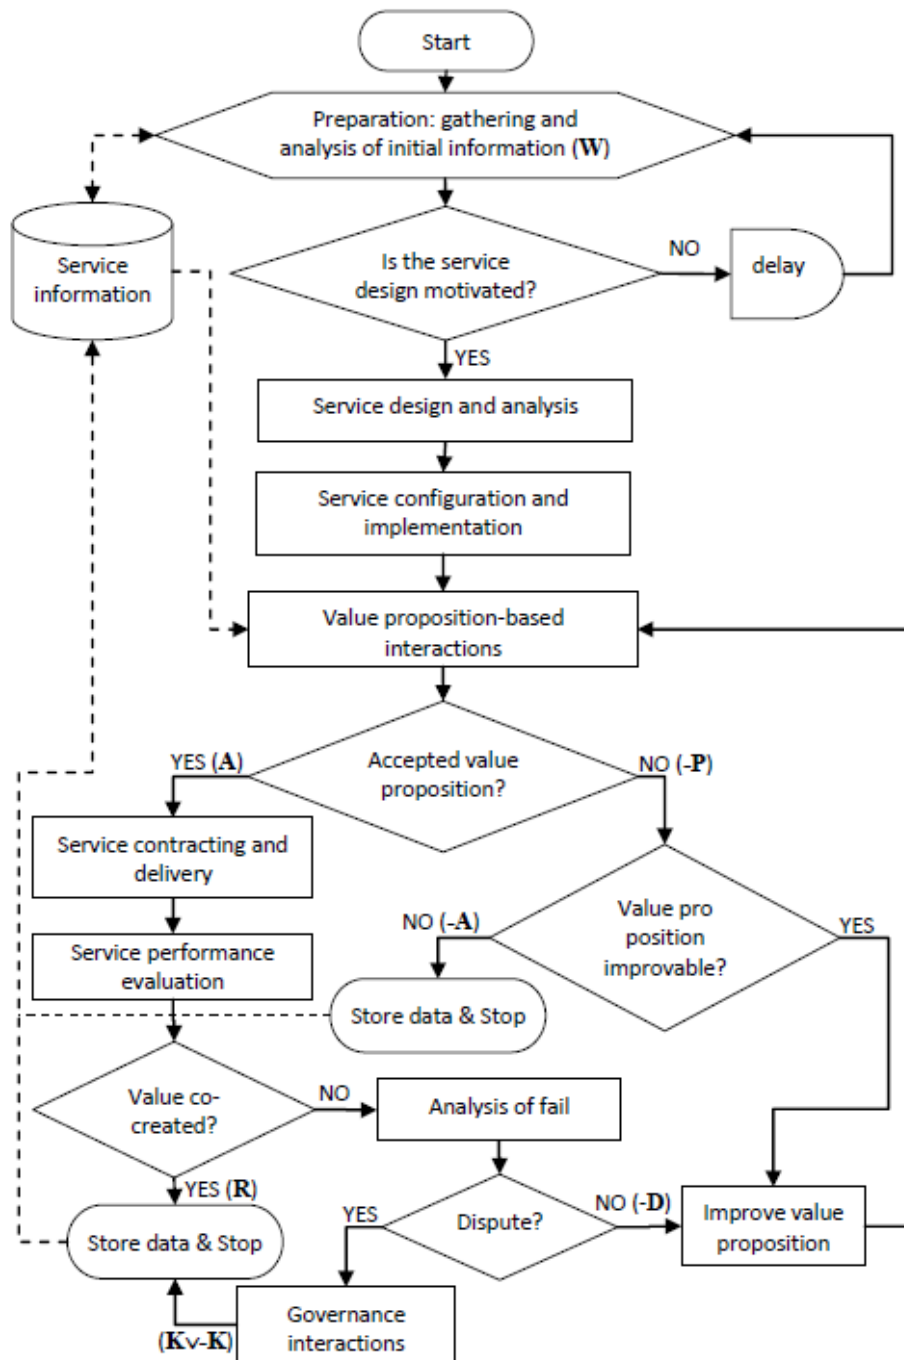 Start
Preparation: gathering and
analysis of initial information (W)
Service
information
Is the service
design motivated?
NO
delay
YES
Service design and analysis
Service configuration and
implementation
Value proposition-based
interactions
YES (A)
Accepted value
proposition?
NO (-P)
Service contracting and
delivery
NO (-A)
Value pro
position
improvable?
YES
Service performance
evaluation
Store data & Stop
Value co-
created?
NO
Analysis of fail
YES (R)
YES
Dispute?
NO (-D)
Improve value
proposition
Store data & Stop
Governance
interactions
(K∨-K)